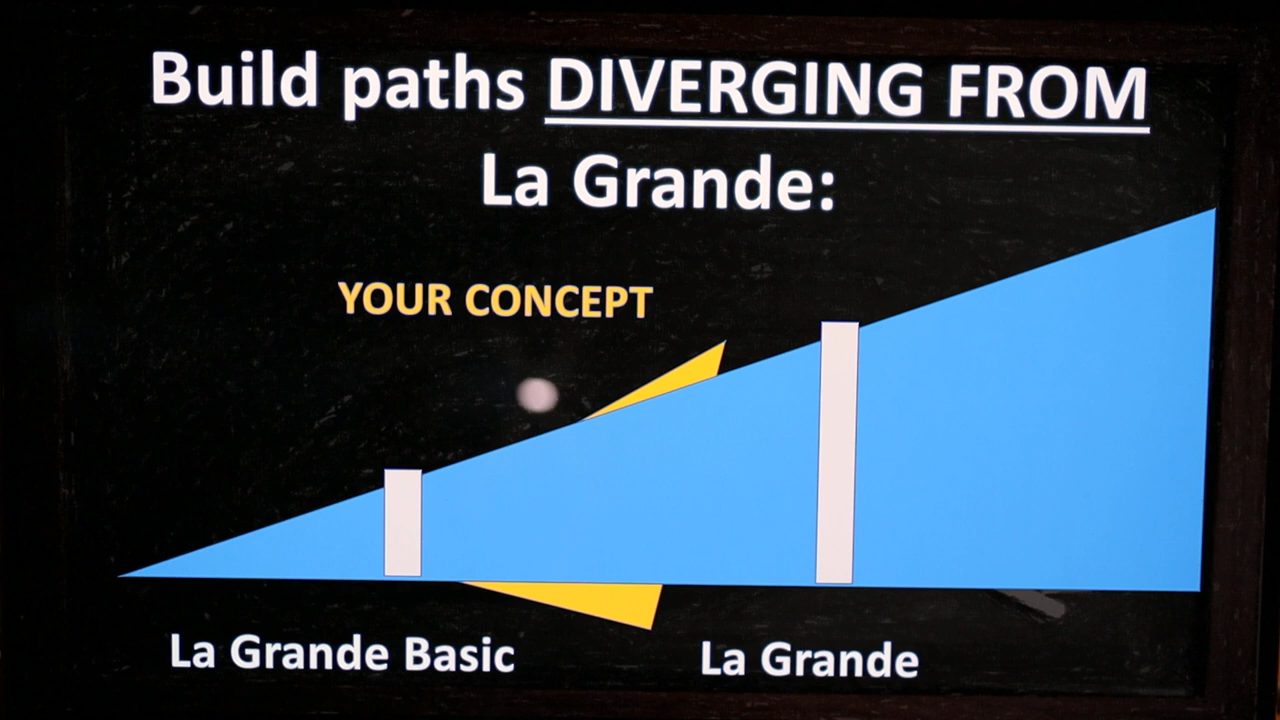 Build paths DIVERGING FROM
La Grande:
YOUR CONCEPT
La Grande Basic
La Grande